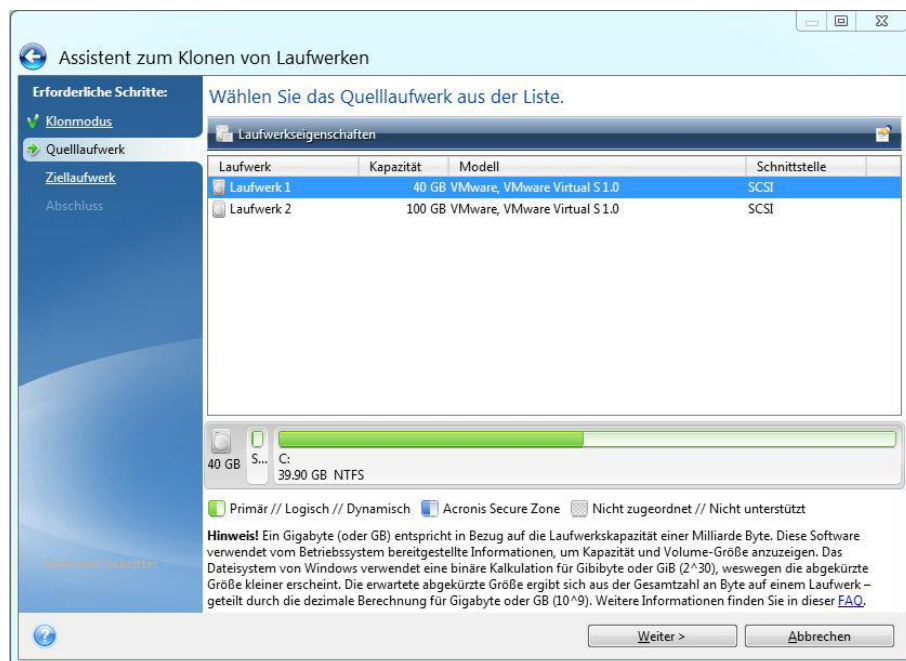 Assistent zum Klonen von Laufwerken
Erforderliche Schritte:
Klonmodus
Quelllaufwerk
Ziellaufwerk
Abschluss
Wählen Sie das Quelllaufwerk aus der Liste.
Laufwerkseigenschaften
Laufwerk Kapazität Modell Schnittstelle
Laufwerk 1 40 GB VMware, VMware Virtual S 1.0 SCSI
Laufwerk 2 100 GB VMware, VMware Virtual S 1.0 SCSI
40 GB
S...
C:
39.90 GB NTFS
Primär // Logisch // Dynamisch Acronis Secure Zone Nicht zugeordnet // Nicht unterstützt
Hinweis! Ein Gigabyte (oder GB) entspricht in Bezug auf die Laufwerkskapazität einer Milliarde Byte. Diese Software
verwendet vom Betriebssystem bereitgestellte Informationen, um Kapazität und Volume-Größe anzuzeigen. Das
Dateisystem von Windows verwendet eine binäre Kalkulation für Gibibyte oder GiB (2^30), weswegen die abgekürzte
Größe kleiner erscheint. Die erwartete abgekürzte Größe ergibt sich aus der Gesamtzahl an Byte auf einem Laufwerk –
geteilt durch die dezimale Berechnung für Gigabyte oder GB (10^9). Weitere Informationen finden Sie in dieser FAQ.
Weiter >
Abbrechen